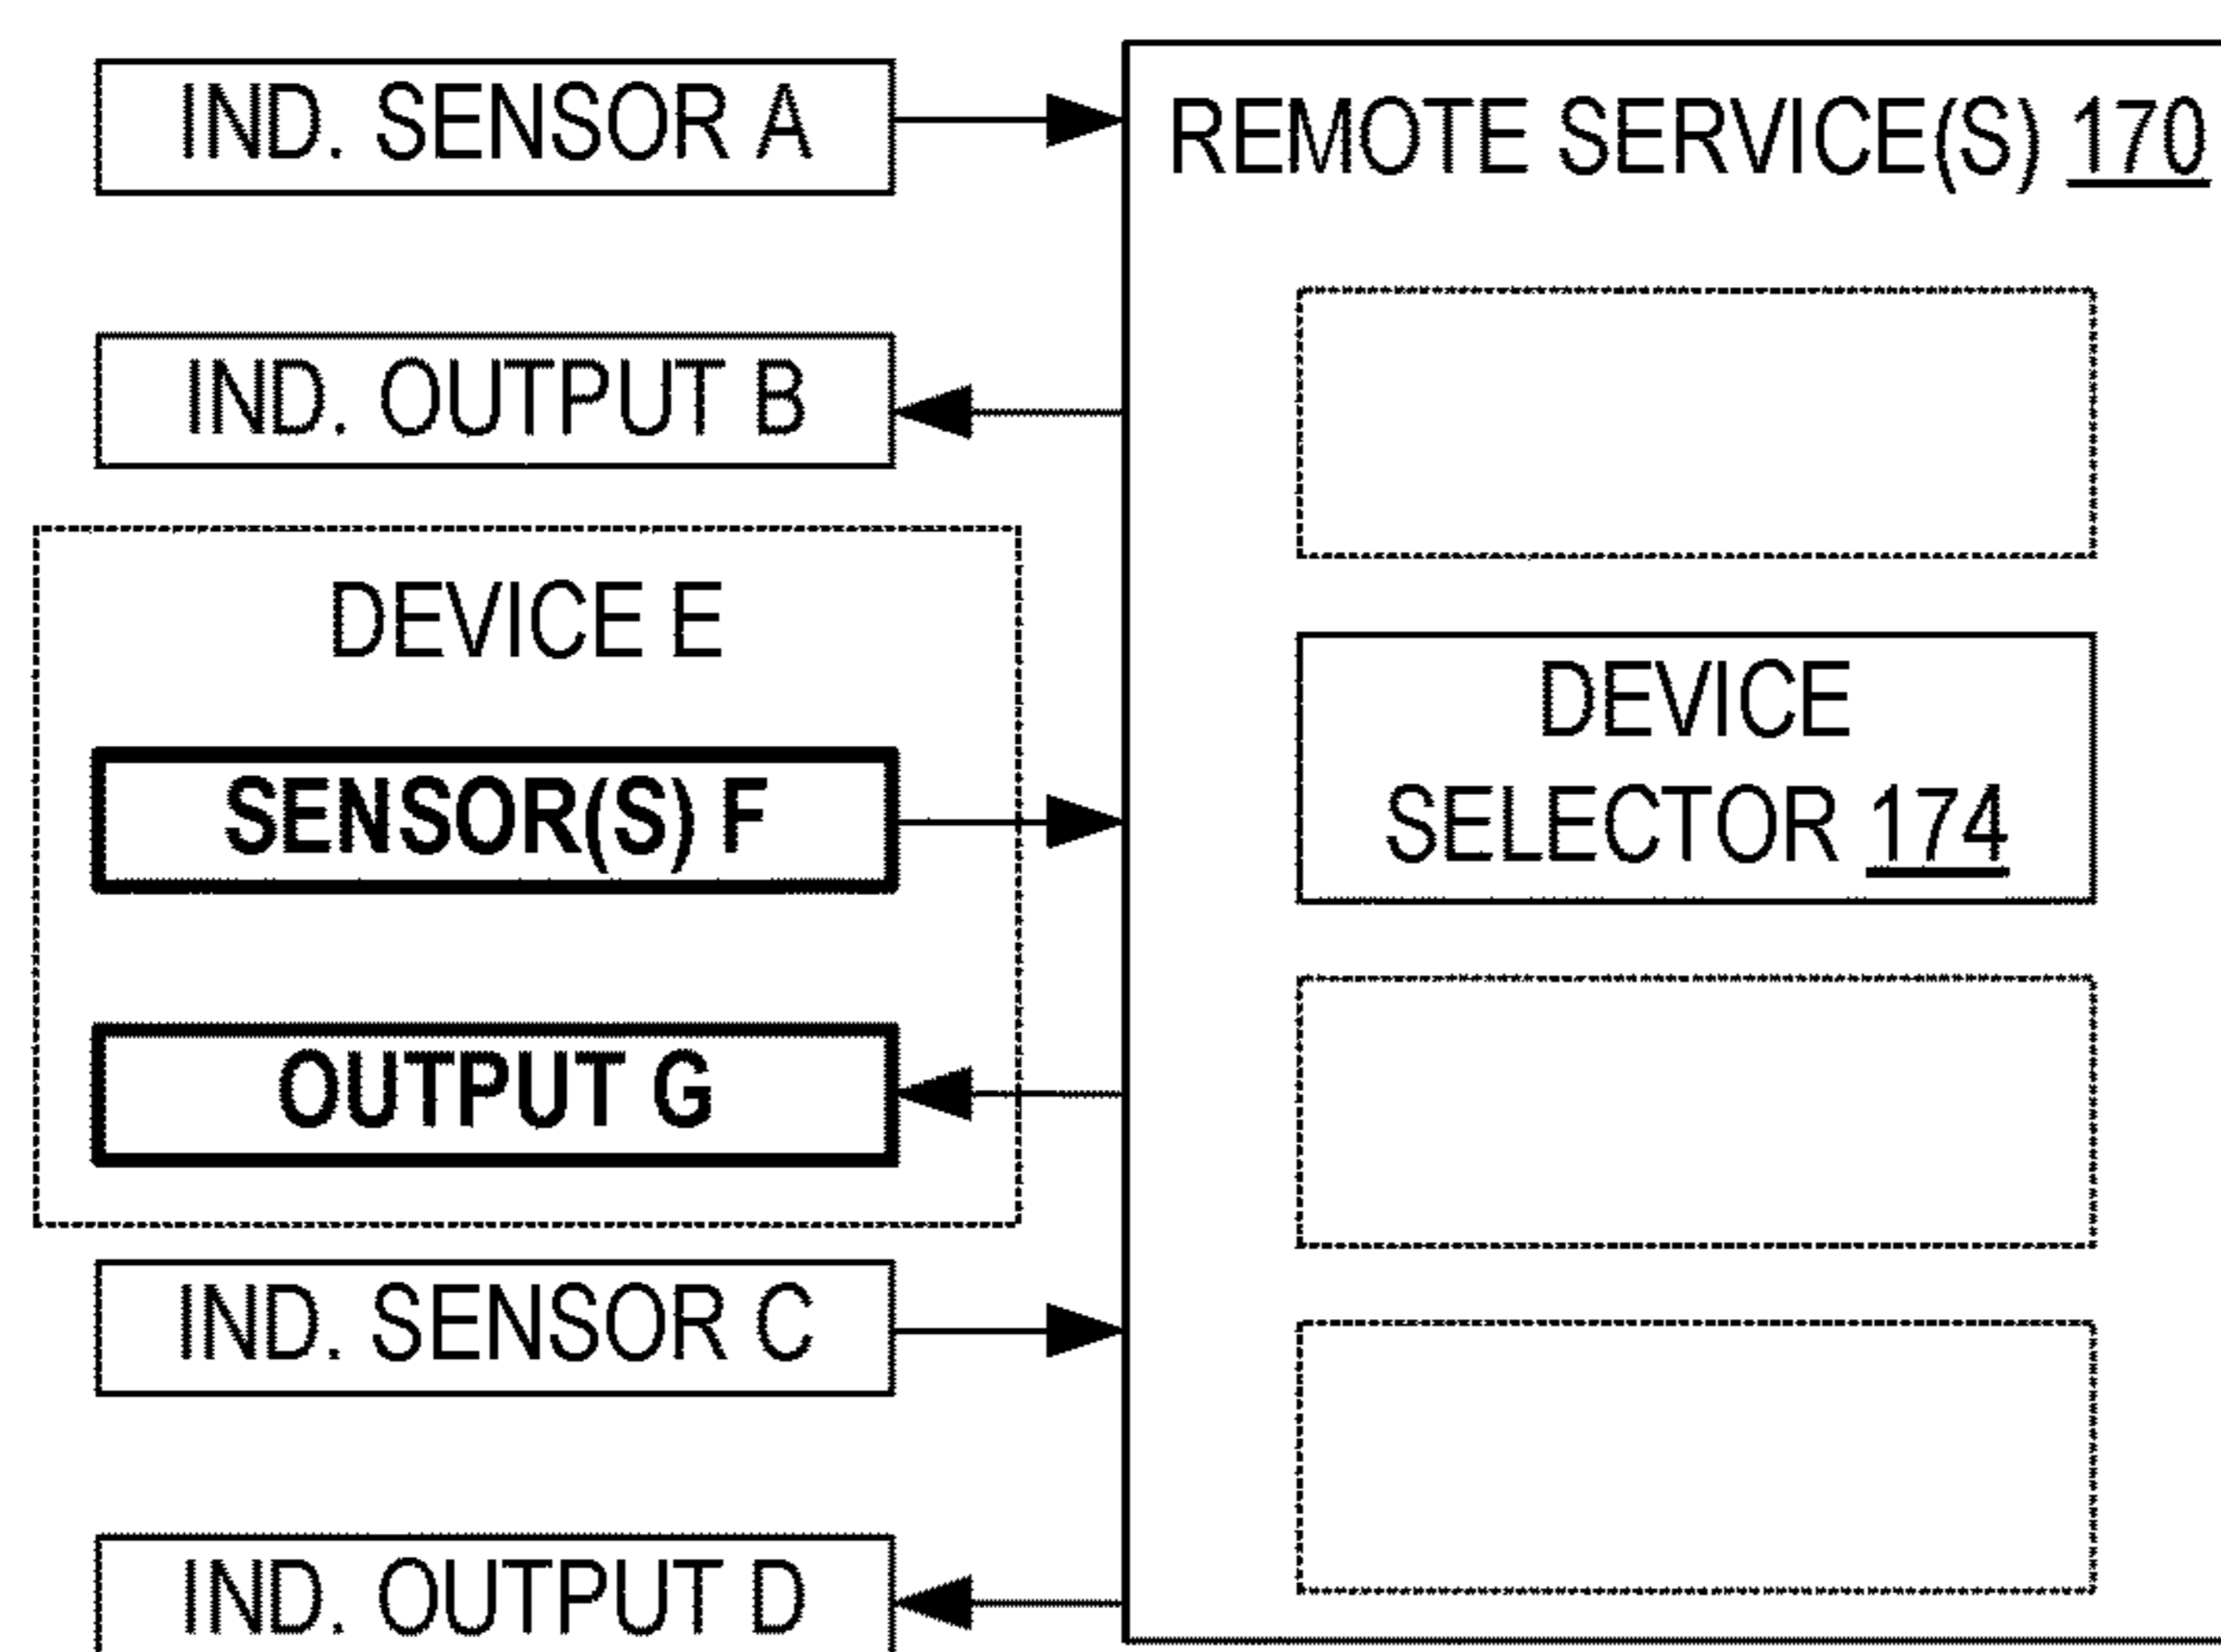 IND. SENSOR A
IND. OUTPUT B
DEVICE E
SENSOR(S) F
OUTPUT G
IND. SENSOR C
IND. OUTPUT D
REMOTE SERVICE(S) 170
DEVICE
SELECTOR 174